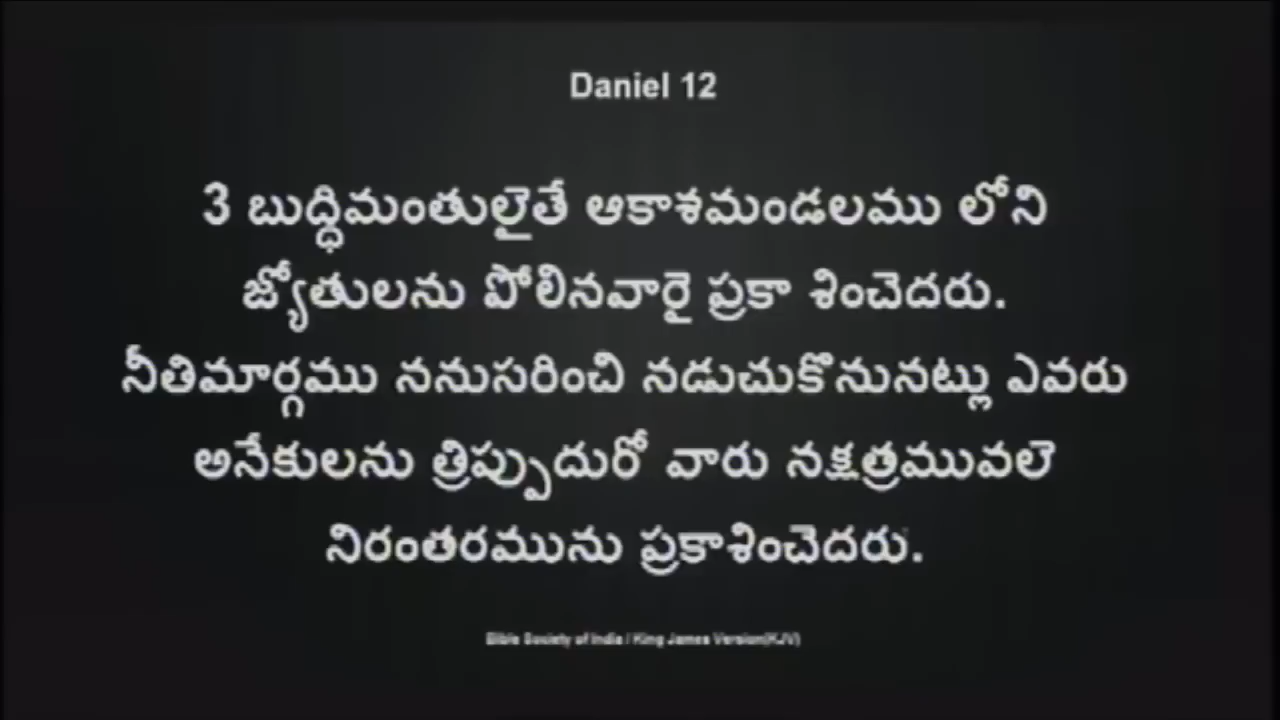 Daniel 12
3 బుద్ధిమంతులైతే ఆకాశమండలము లోని
జ్యోతులను పోలినవారై ప్రకా శించెదరు.
నీతిమార్గము ననుసరించి నడుచుకొనునట్లు ఎవరు
అనేకులను త్రిప్పుదురో వారు నక్షత్రమువలె
నిరంతరమును ప్రకాశించెదరు.
Bible Society of India / King James Version(KJV)